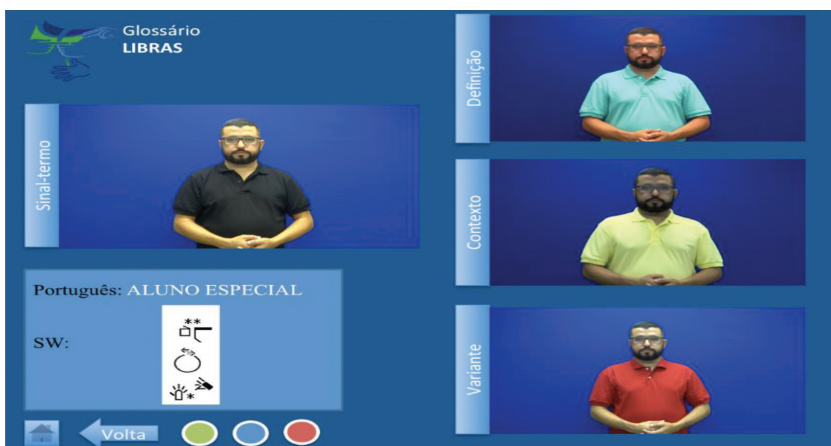 Glossário
LIBRAS
Sinal-termo
Português: ALUNO ESPECIAL
SW:
Volta
Definição
Contexto
Variante